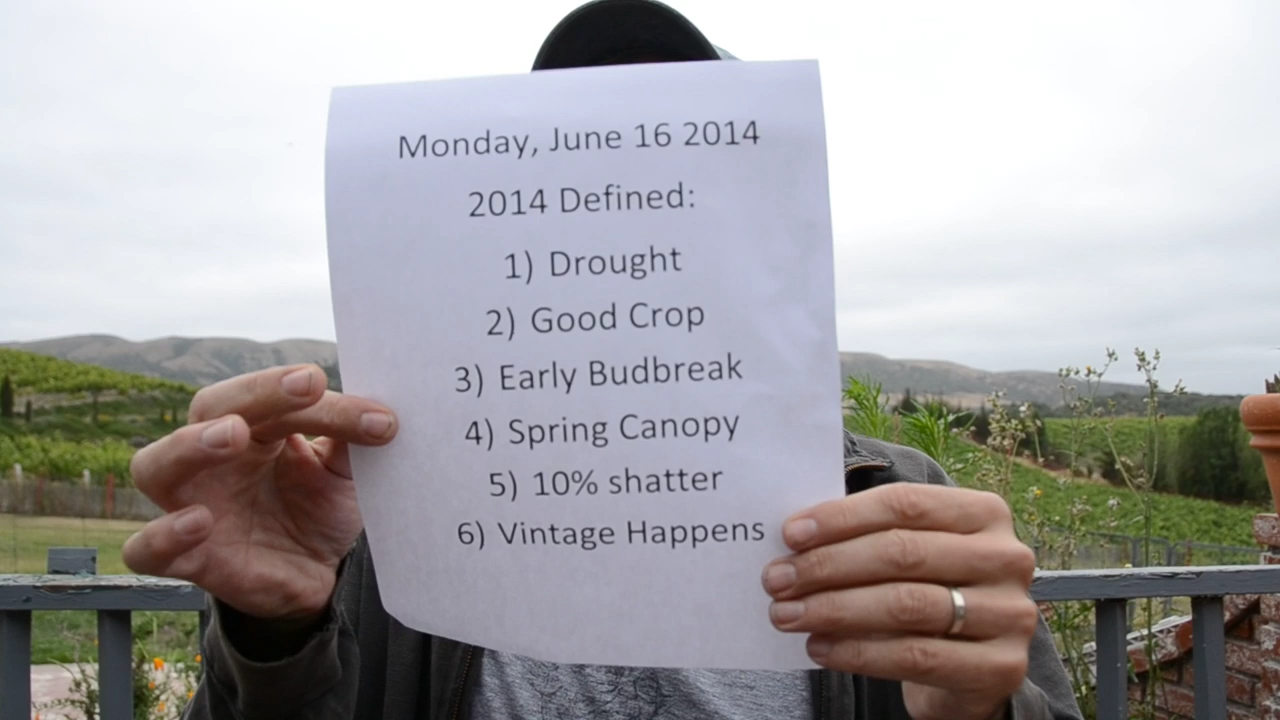 Monday, June 16 2014
2014 Defined:
1) Drought
2) Good Crop
3) Early Budbreak
4) Spring Canopy
5) 10% shatter
6) Vintage Happens